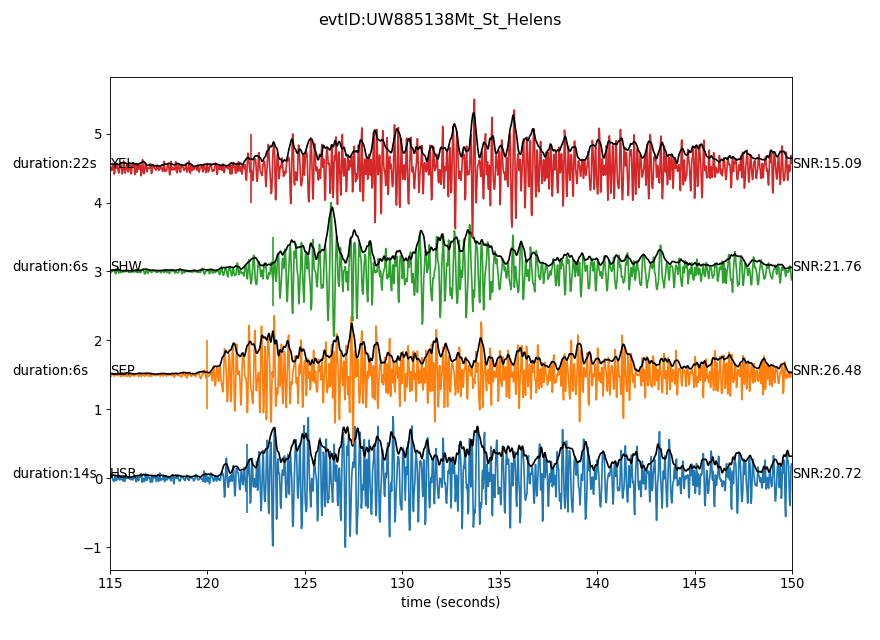 evtID:UW885138Mt_St_Helens
5
duration:22s YEL SNR:15.09
4
duration:6s SHW SNR:21.76
3
2
duration:6s SEP SNR:26.48
1
duration:14s HSR SNR:20.72
0
−1
115 120 125 130 135 140 145 150
time (seconds)